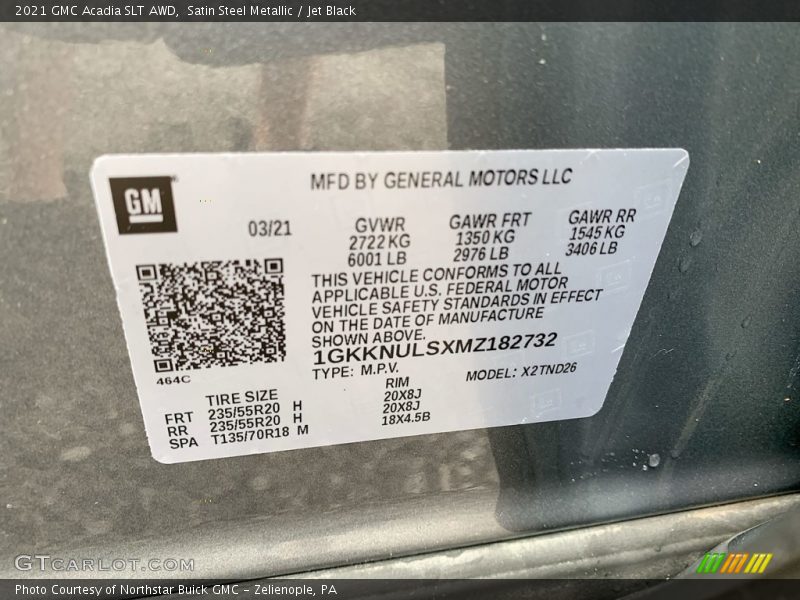 2021 GMC Acadia SLT AWD, Satin Steel Metallic / Jet Black
GM
MFD BY GENERAL MOTORS LLC
03/21
GVWR GAWR FRT GAWR RR
2722 KG 1350 KG 1545 KG
6001 LB 2976 LB 3406 LB
THIS VEHICLE CONFORMS TO ALL
APPLICABLE U.S. FEDERAL MOTOR
VEHICLE SAFETY STANDARDS IN EFFECT
ON THE DATE OF MANUFACTURE
SHOWN ABOVE.
1GKKNULSXMZ182732
TYPE: M.P.V. MODEL: X2TND26
464C
TIRE SIZE RIM
FRT 235/55R20 H 20X8J
RR 235/55R20 H 20X8J
SPA T135/70R18 M 18X4.5B
GTCARLOT.COM
Photo Courtesy of Northstar Buick GMC - Zelienople, PA